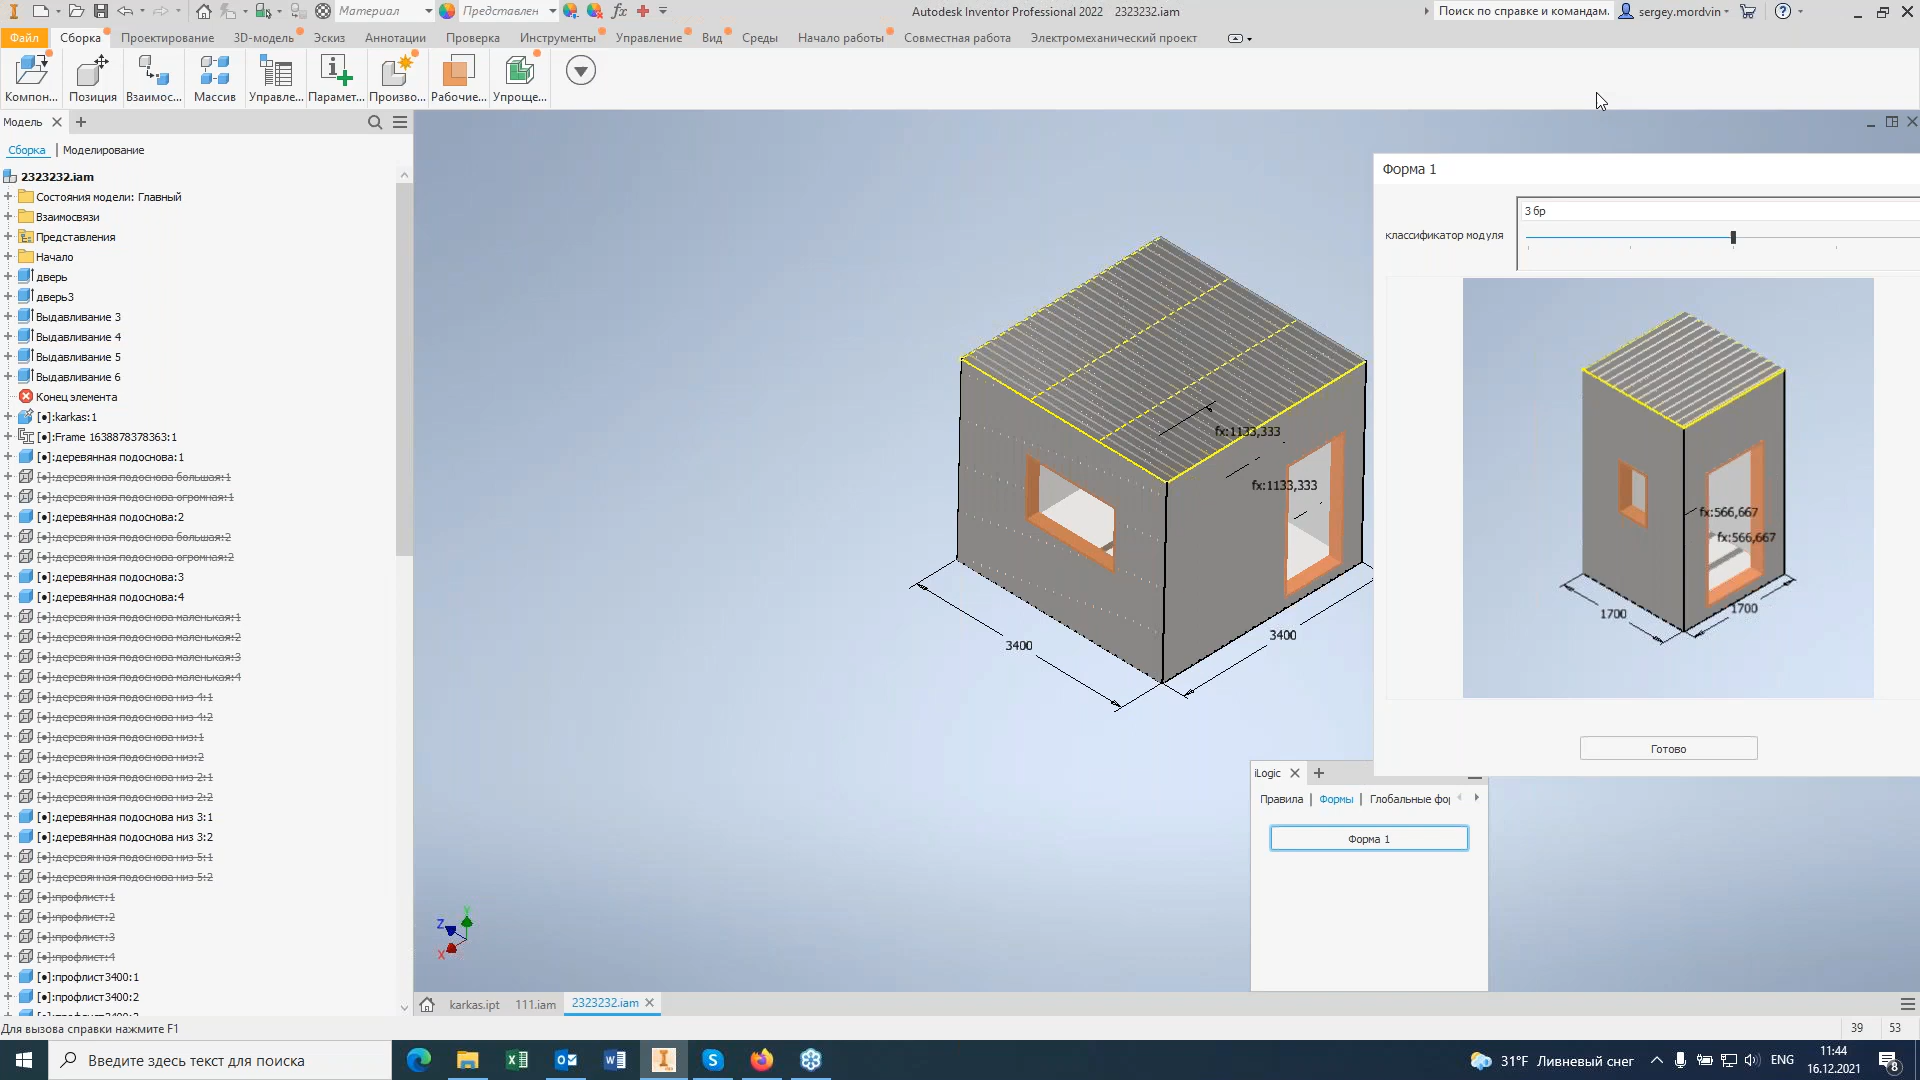 Материал
Представлен
fx
Autodesk Inventor Professional 2022 2323232.iam
Поиск по справке и командам.
sergey.mordvin
Файл
Сборка
Проектирование
3D-модель
Эскиз
Аннотации
Проверка
Инструменты
Управление
Вид
Среды
Начало работы
Совместная работа
Электромеханический проект
Компон...
Позиция
Взаимос...
Массив
Управле...
Парамет...
Произво...
Рабочие...
Упроще...
Модель
Сборка | Моделирование
2323232.iam
Состояния модели: Главный
Взаимосвязи
Представления
Начало
дверь
дверь3
Выдавливание 3
Выдавливание 4
Выдавливание 5
Выдавливание 6
Конец элемента
[•]:karkas:1
[•]:Frame 1638878378363:1
[•]:деревянная подоснова:1
[•]:деревянная подоснова большая:1
[•]:деревянная подоснова огромная:1
[•]:деревянная подоснова:2
[•]:деревянная подоснова большая:2
[•]:деревянная подоснова огромная:2
[•]:деревянная подоснова:3
[•]:деревянная подоснова:4
[•]:деревянная подоснова маленькая:1
[•]:деревянная подоснова маленькая:2
[•]:деревянная подоснова маленькая:3
[•]:деревянная подоснова маленькая:4
[•]:деревянная подоснова низ 4:1
[•]:деревянная подоснова низ 4:2
[•]:деревянная подоснова низ:1
[•]:деревянная подоснова низ:2
[•]:деревянная подоснова низ 2:1
[•]:деревянная подоснова низ 2:2
[•]:деревянная подоснова низ 3:1
[•]:деревянная подоснова низ 3:2
[•]:деревянная подоснова низ 5:1
[•]:деревянная подоснова низ 5:2
[•]:профлист:1
[•]:профлист:2
[•]:профлист:3
[•]:профлист:4
[•]:профлист3400:1
[•]:профлист3400:2
fx:1133,333
fx:1133,333
3400
3400
Z
Y
X
Форма 1
3 бр
классификатор модуля
fx:566,667
fx:566,667
1700
1700
Готово
iLogic
Правила | Формы | Глобальные фор
Форма 1
karkas.ipt
111.iam
2323232.iam
Для вызова справки нажмите F1
39
53
Введите здесь текст для поиска
31°F Ливневый снег
ENG
11:44
16.12.2021
8